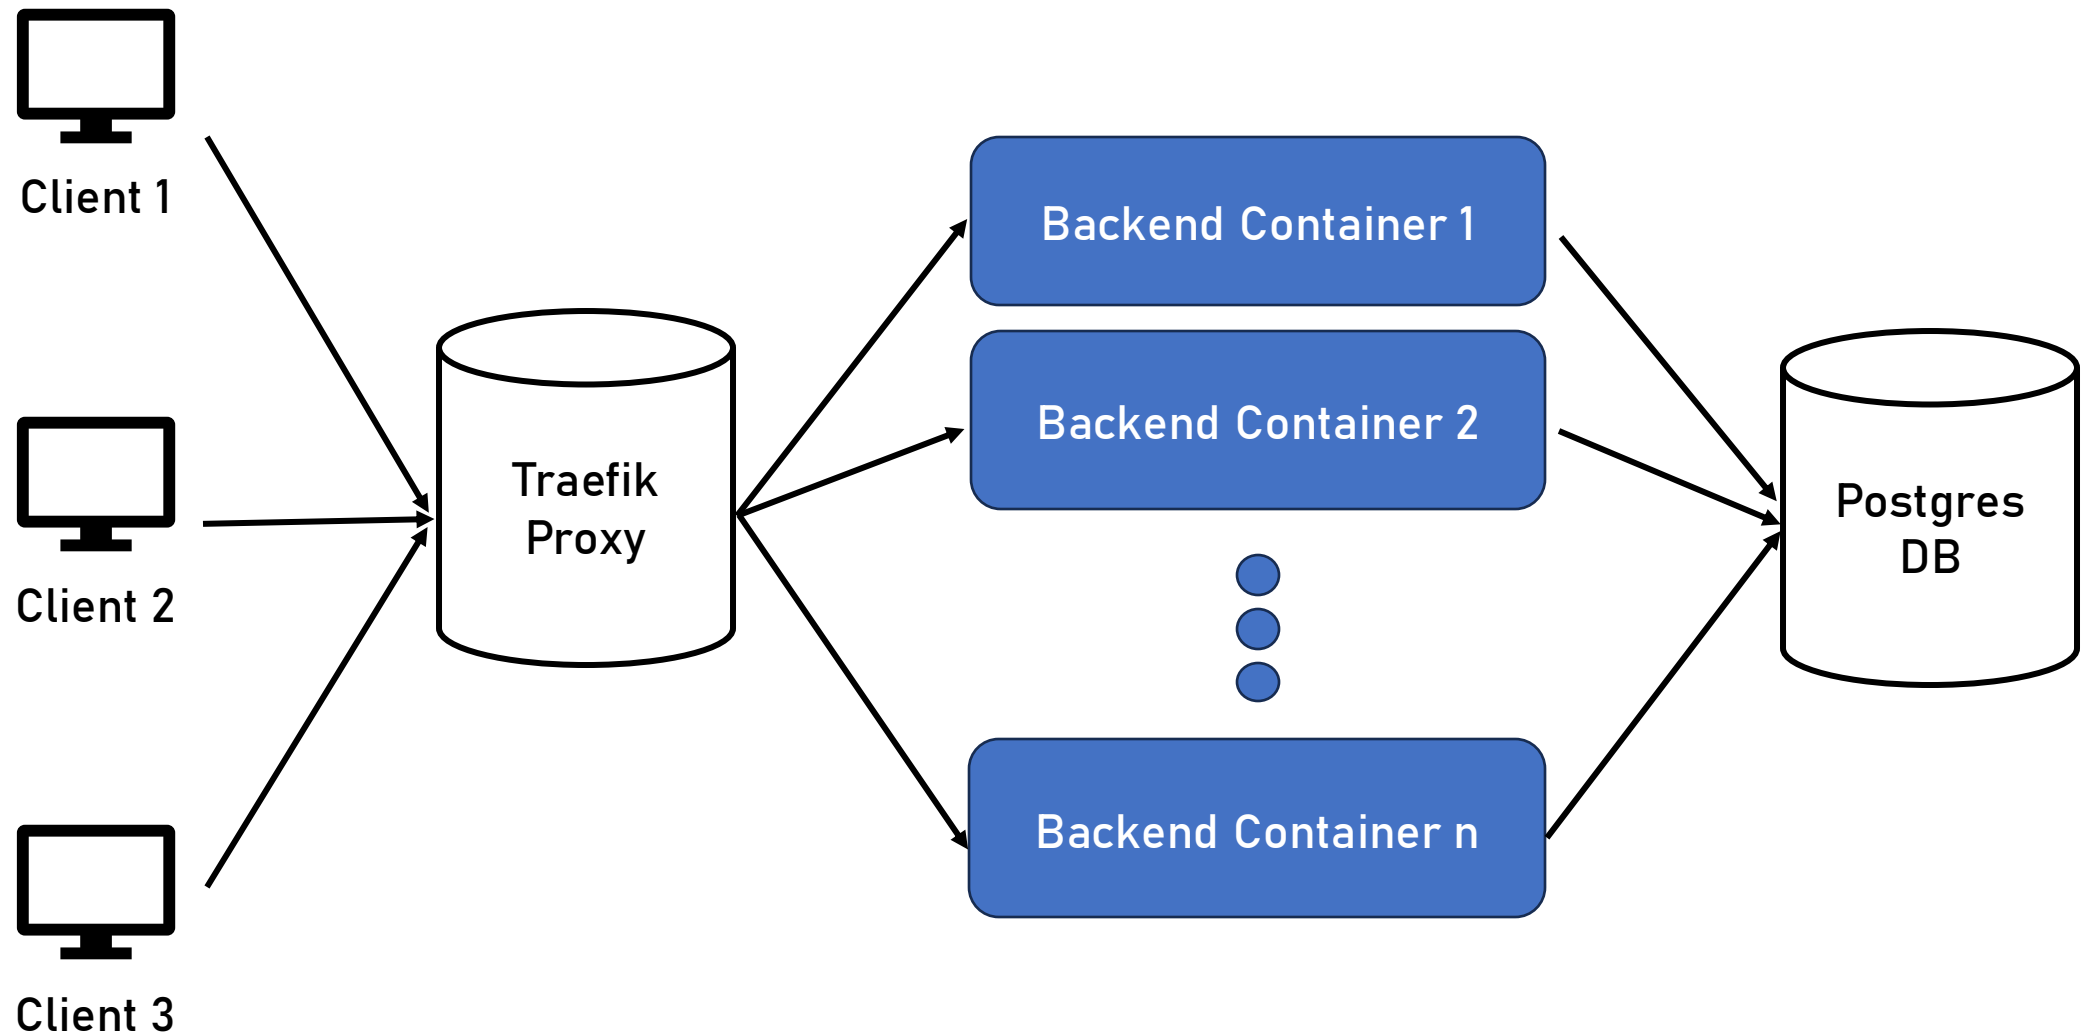 Client 1
Client 2
Client 3
Traefik
Proxy
Backend Container 1
Backend Container 2
Backend Container n
Postgres
DB